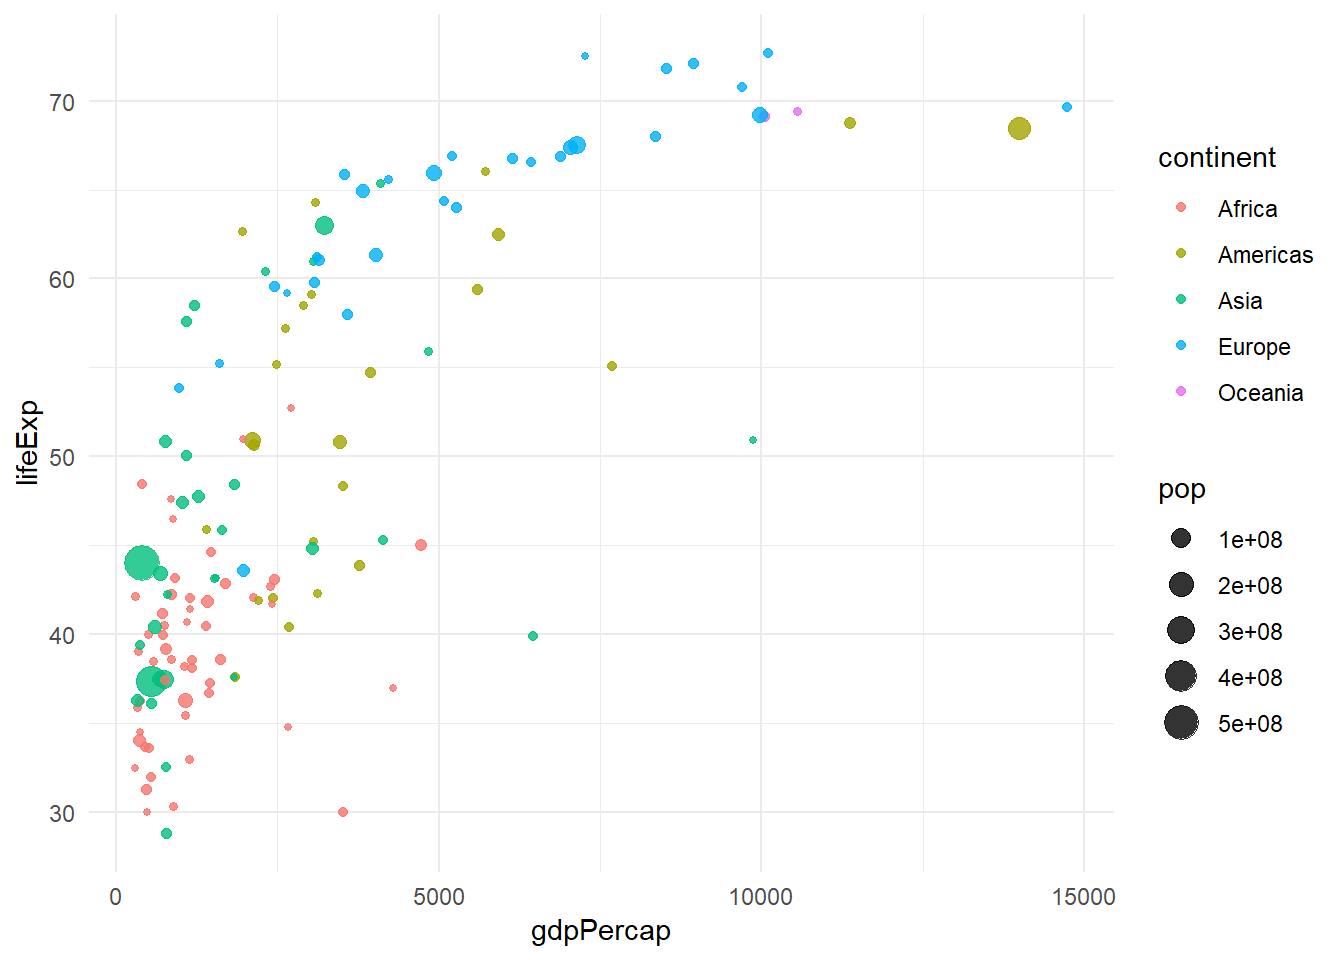 70
60
50
40
30
lifeExp
0 5000 10000 15000
gdpPercap
continent
Africa
Americas
Asia
Europe
Oceania
pop
1e+08
2e+08
3e+08
4e+08
5e+08